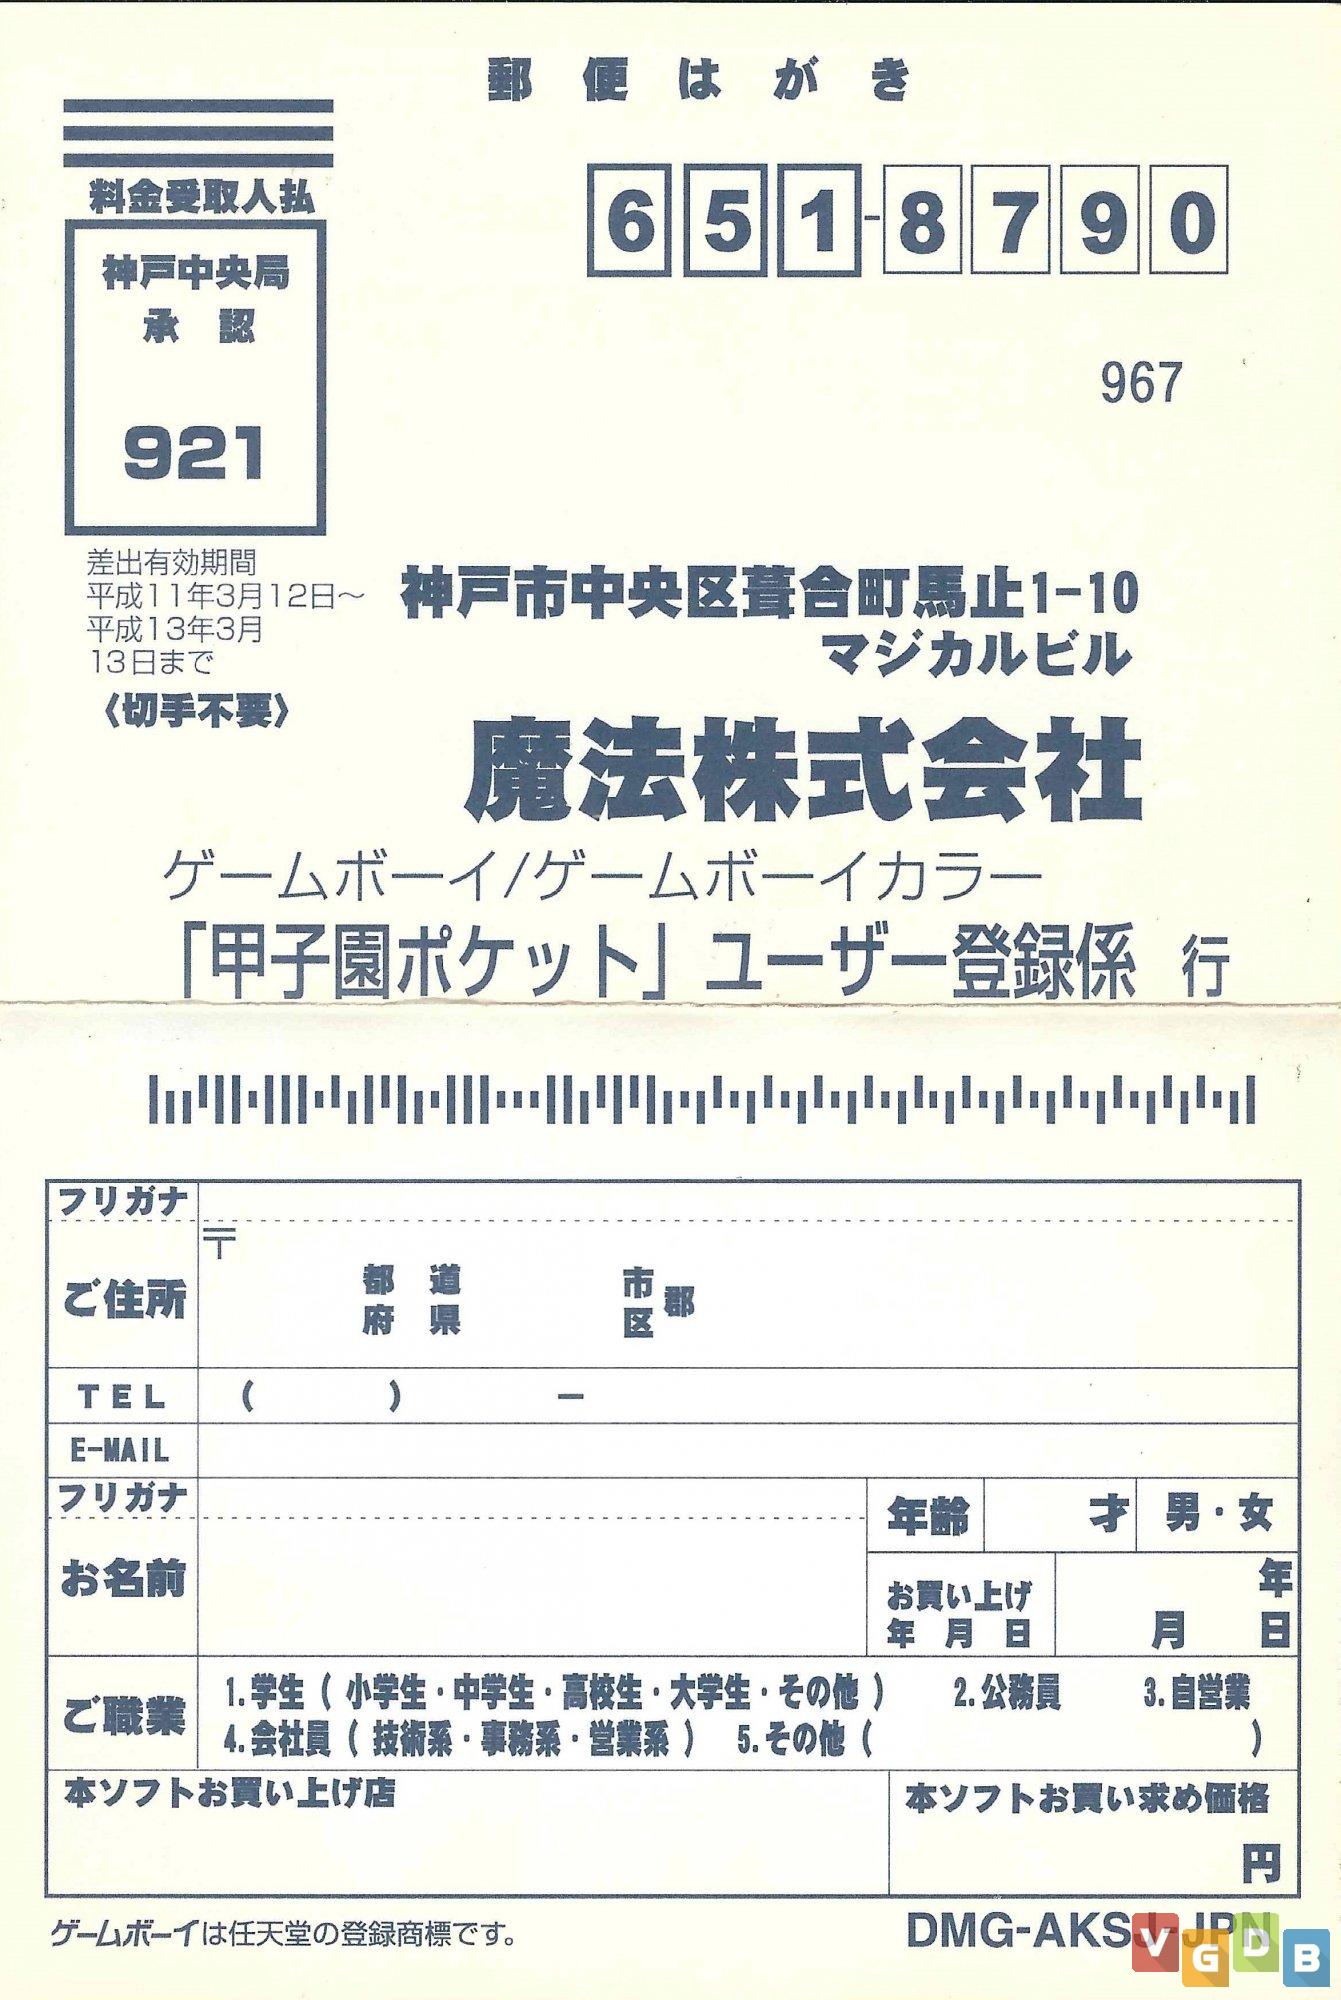 郵便はがき
料金受取人払
神戸中央局
承認
921
差出有効期間
平成11年3月12日〜
平成13年3月
13日まで
〈切手不要〉
651-8790
967
神戸市中央区葺合町馬止1-10
マジカルビル
魔法株式会社
ゲームボーイ/ゲームボーイカラー
「甲子園ポケット」ユーザー登録係 行
フリガナ
〒
ご住所
都 道 市 郡
府 県 区
TEL ( ) −
E-MAIL
フリガナ
お名前
年齢 才 男・女
お買い上げ
年 月 日
年
月 日
ご職業
1.学生 ( 小学生・中学生・高校生・大学生・その他 ) 2.公務員 3.自営業
4.会社員 ( 技術系・事務系・営業系 ) 5.その他 ( )
本ソフトお買い上げ店
本ソフトお買い求め価格
円
ゲームボーイは任天堂の登録商標です。
DMG-AKSJ-JPN
VGDB